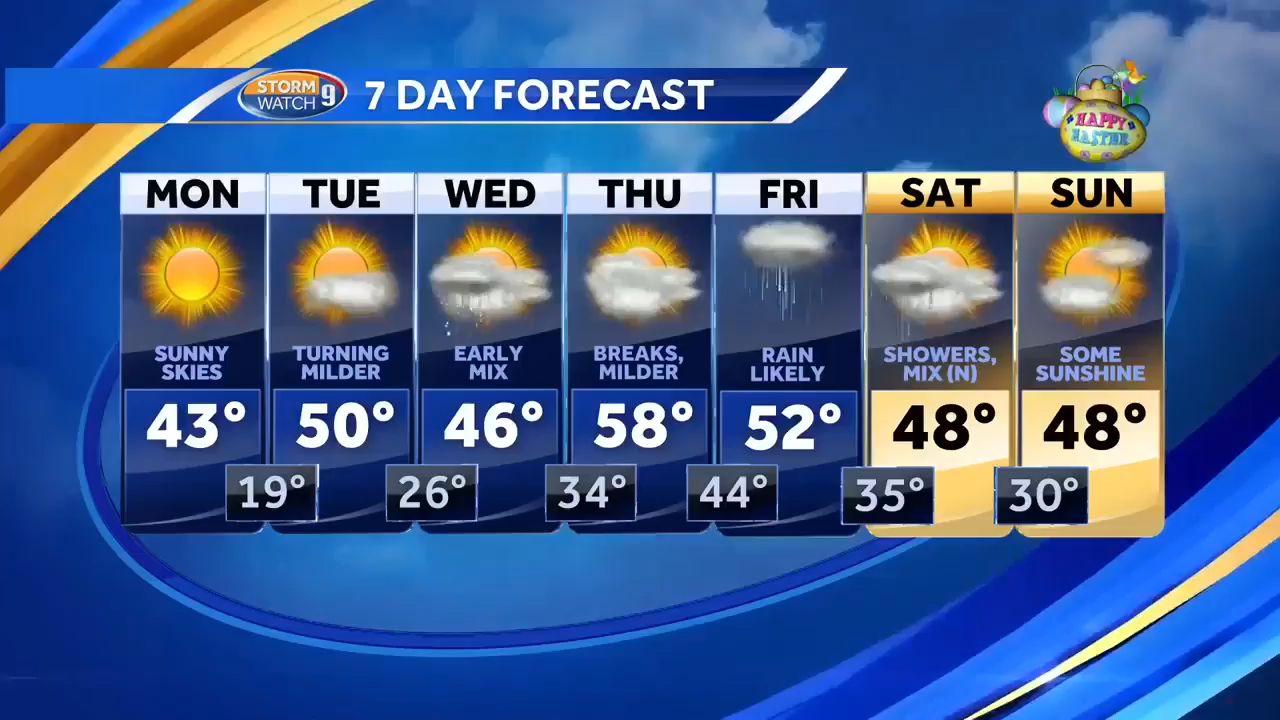 STORM
WATCH 9
7 DAY FORECAST
HAPPY
EASTER
MON
TUE
WED
THU
FRI
SAT
SUN
SUNNY
SKIES
TURNING
MILDER
EARLY
MIX
BREAKS,
MILDER
RAIN
LIKELY
SHOWERS,
MIX (N)
SOME
SUNSHINE
43°
50°
46°
58°
52°
48°
48°
19°
26°
34°
44°
35°
30°